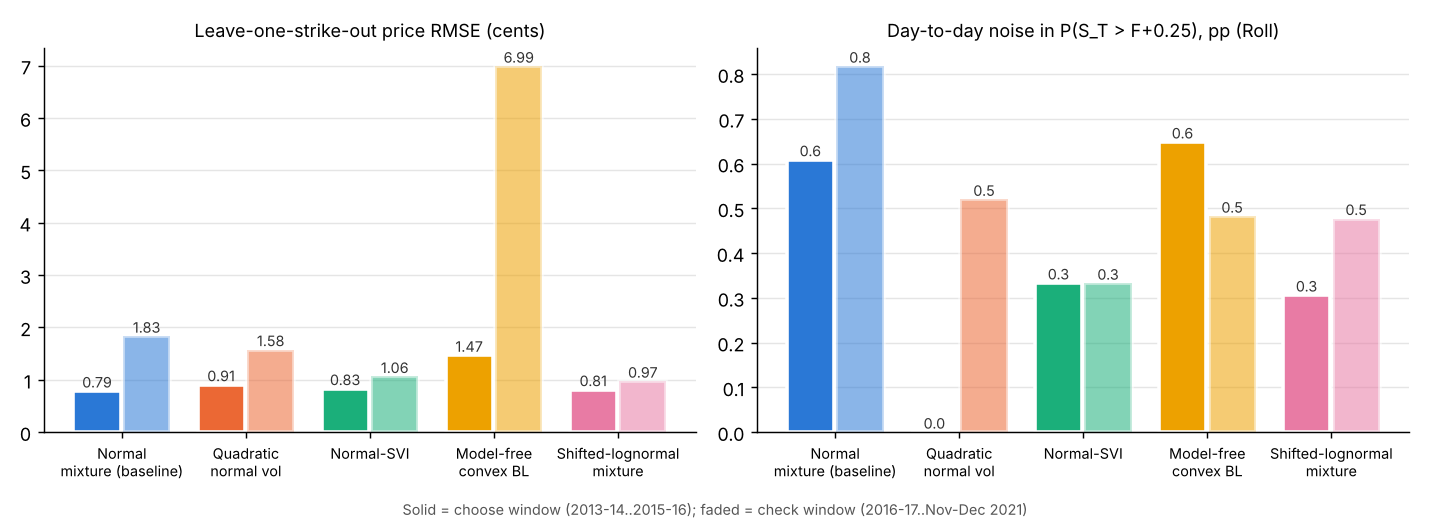 Leave-one-strike-out price RMSE (cents)
7
6
5
4
3
2
1
0
0.79
1.83
0.91
1.58
0.83
1.06
1.47
6.99
0.81
0.97
Normal
mixture (baseline)
Quadratic
normal vol
Normal-SVI
Model-free
convex BL
Shifted-lognormal
mixture
Day-to-day noise in P(S_T > F+0.25), pp (Roll)
0.8
0.7
0.6
0.5
0.4
0.3
0.2
0.1
0.0
0.6
0.8
0.0
0.5
0.3
0.3
0.6
0.5
0.3
0.5
Normal
mixture (baseline)
Quadratic
normal vol
Normal-SVI
Model-free
convex BL
Shifted-lognormal
mixture
Solid = choose window (2013-14..2015-16); faded = check window (2016-17..Nov-Dec 2021)